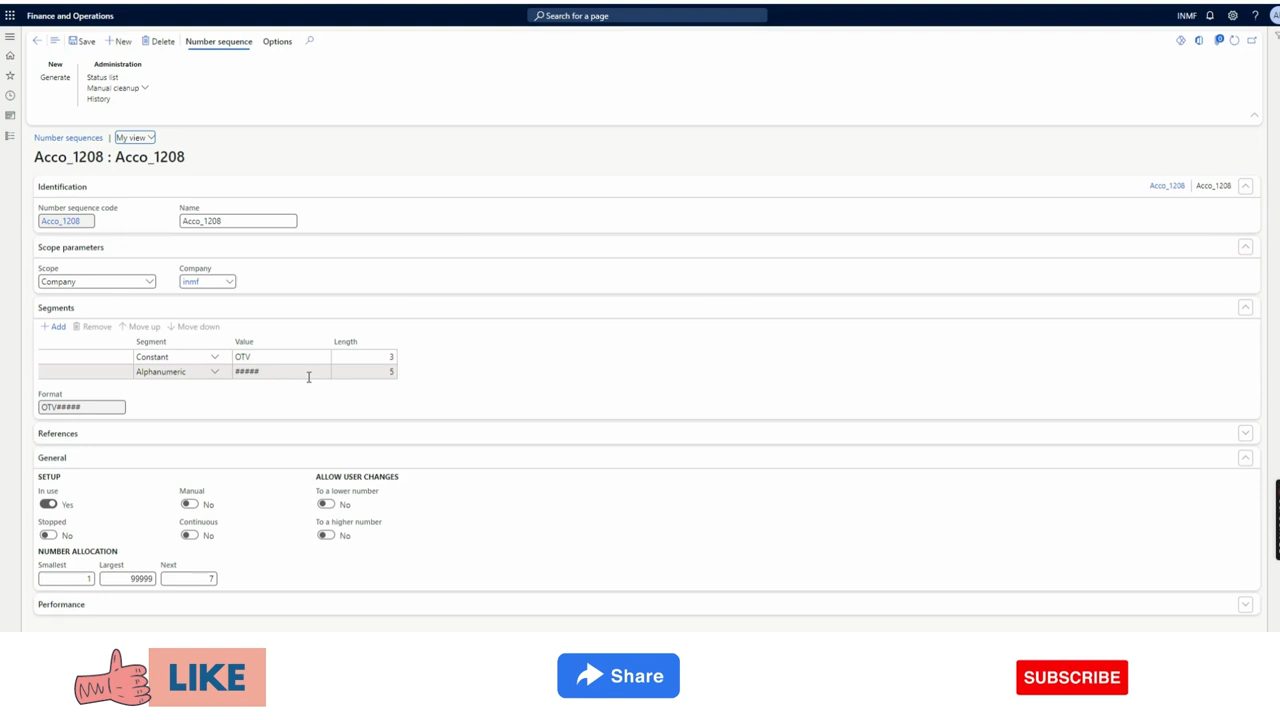 Finance and Operations
Search for a page
INMF
?
Save
New
Delete
Number sequence
Options
New
Generate
Administration
Status list
Manual cleanup
History
Number sequences | My view
Acco_1208 : Acco_1208
Identification
Acco_1208 | Acco_1208
Number sequence code
Name
Acco_1208
Acco_1208
Scope parameters
Scope
Company
Company
inmf
Segments
+ Add Remove Move up Move down
Segment Value Length
Constant OTV 3
Alphanumeric ##### 5
Format
OTV#####
References
General
SETUP
ALLOW USER CHANGES
In use
Manual
To a lower number
Yes
No
No
Stopped
Continuous
To a higher number
No
No
No
NUMBER ALLOCATION
Smallest Largest Next
1 99999 7
Performance
LIKE
Share
SUBSCRIBE